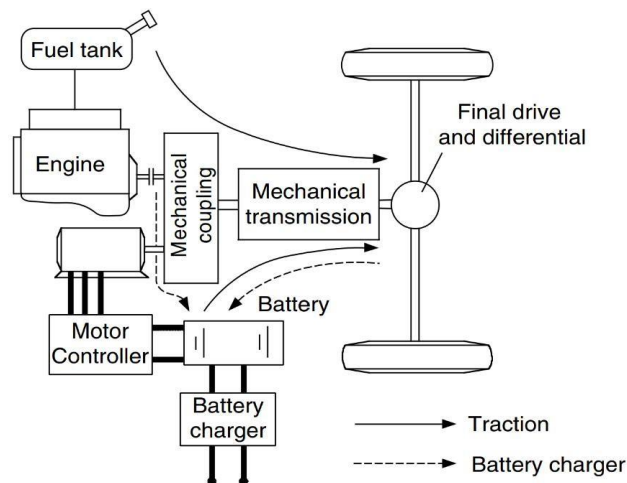 Fuel tank
Engine
Mechanical
coupling
Mechanical
transmission
Final drive
and differential
Battery
Motor
Controller
Battery
charger
Traction
Battery charger